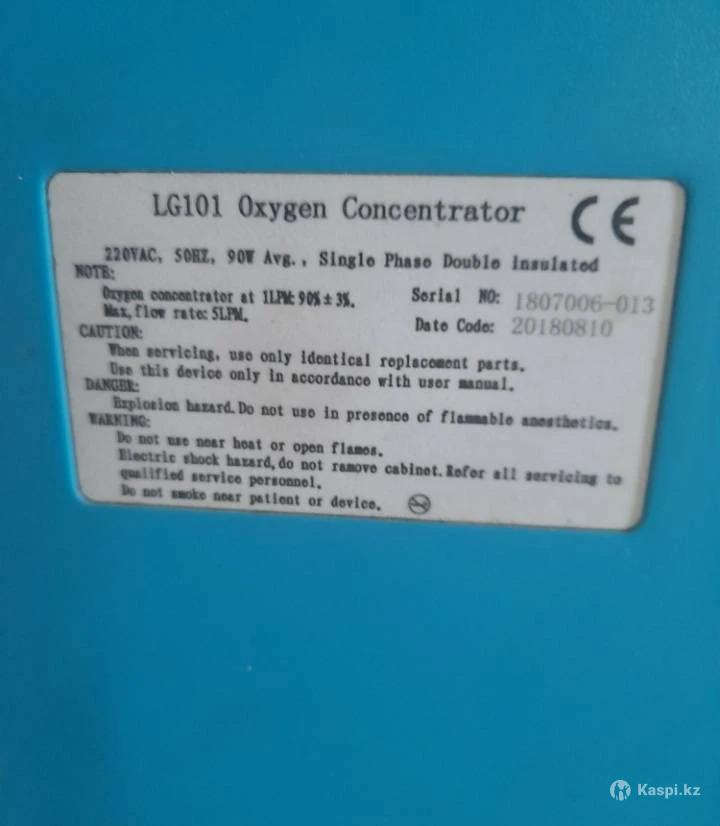 LG101 Oxygen Concentrator CE
220VAC, 50HZ, 90W Avg., Single Phase Double Insulated
NOTE:
Oxygen concentrator at 1LPM: 90% ± 3%.
Max, flow rate: 5LPM.
Serial NO: 1807006-013
Date Code: 20180810
CAUTION:
When servicing, use only identical replacement parts.
Use this device only in accordance with user manual.
DANGER:
Explosion hazard. Do not use in presence of flammable anesthetics.
WARNING:
Do not use near heat or open flames.
Electric shock hazard, do not ramove cabinet. Refer all servicing to
qualified service personnel.
Do not smoke near patient or device.
Kaspi.kz